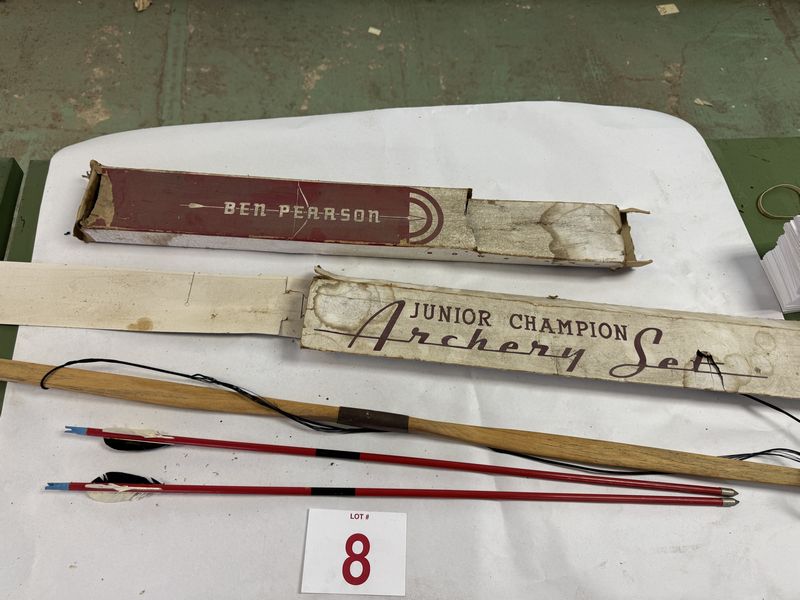 BEN PEARSON
JUNIOR CHAMPION
Archery Set
LOT #
8